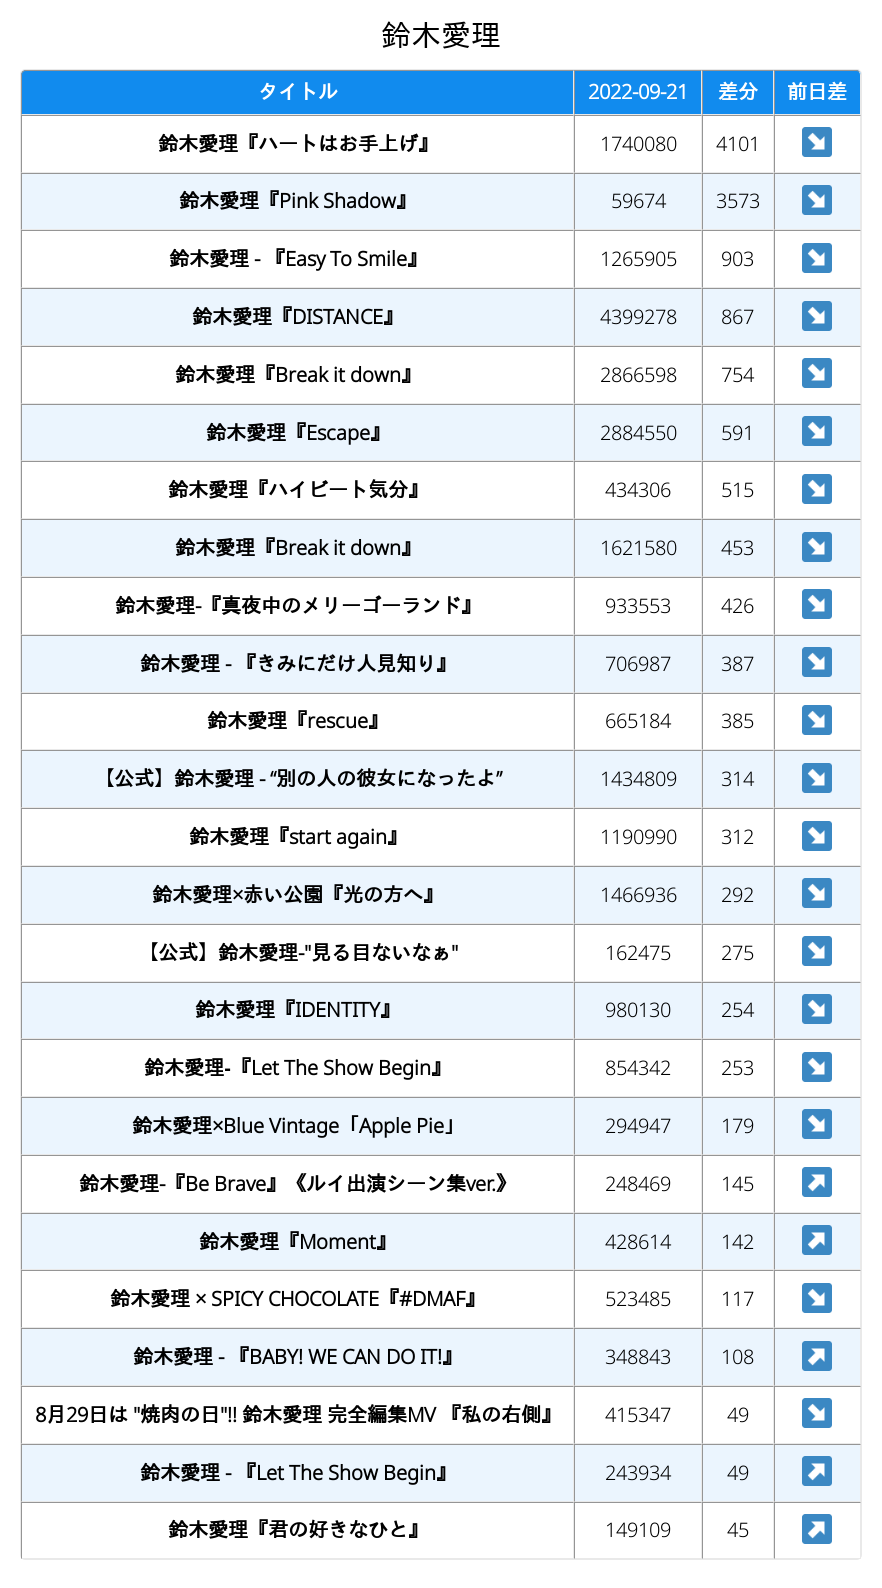 鈴木愛理
タイトル 2022-09-21 差分 前日差
鈴木愛理『ハートはお手上げ』 1740080 4101 ↘
鈴木愛理『Pink Shadow』 59674 3573 ↘
鈴木愛理 - 『Easy To Smile』 1265905 903 ↘
鈴木愛理『DISTANCE』 4399278 867 ↘
鈴木愛理『Break it down』 2866598 754 ↘
鈴木愛理『Escape』 2884550 591 ↘
鈴木愛理『ハイビート気分』 434306 515 ↘
鈴木愛理『Break it down』 1621580 453 ↘
鈴木愛理-『真夜中のメリーゴーランド』 933553 426 ↘
鈴木愛理 - 『きみにだけ人見知り』 706987 387 ↘
鈴木愛理『rescue』 665184 385 ↘
【公式】鈴木愛理 - “別の人の彼女になったよ” 1434809 314 ↘
鈴木愛理『start again』 1190990 312 ↘
鈴木愛理×赤い公園『光の方へ』 1466936 292 ↘
【公式】鈴木愛理-"見る目ないなぁ" 162475 275 ↘
鈴木愛理『IDENTITY』 980130 254 ↘
鈴木愛理-『Let The Show Begin』 854342 253 ↘
鈴木愛理×Blue Vintage「Apple Pie」 294947 179 ↘
鈴木愛理-『Be Brave』《ルイ出演シーン集ver.》 248469 145 ↗
鈴木愛理『Moment』 428614 142 ↗
鈴木愛理 × SPICY CHOCOLATE『#DMAF』 523485 117 ↘
鈴木愛理 - 『BABY! WE CAN DO IT!』 348843 108 ↗
8月29日は "焼肉の日"!! 鈴木愛理 完全編集MV 『私の右側』 415347 49 ↘
鈴木愛理 - 『Let The Show Begin』 243934 49 ↗
鈴木愛理『君の好きなひと』 149109 45 ↗